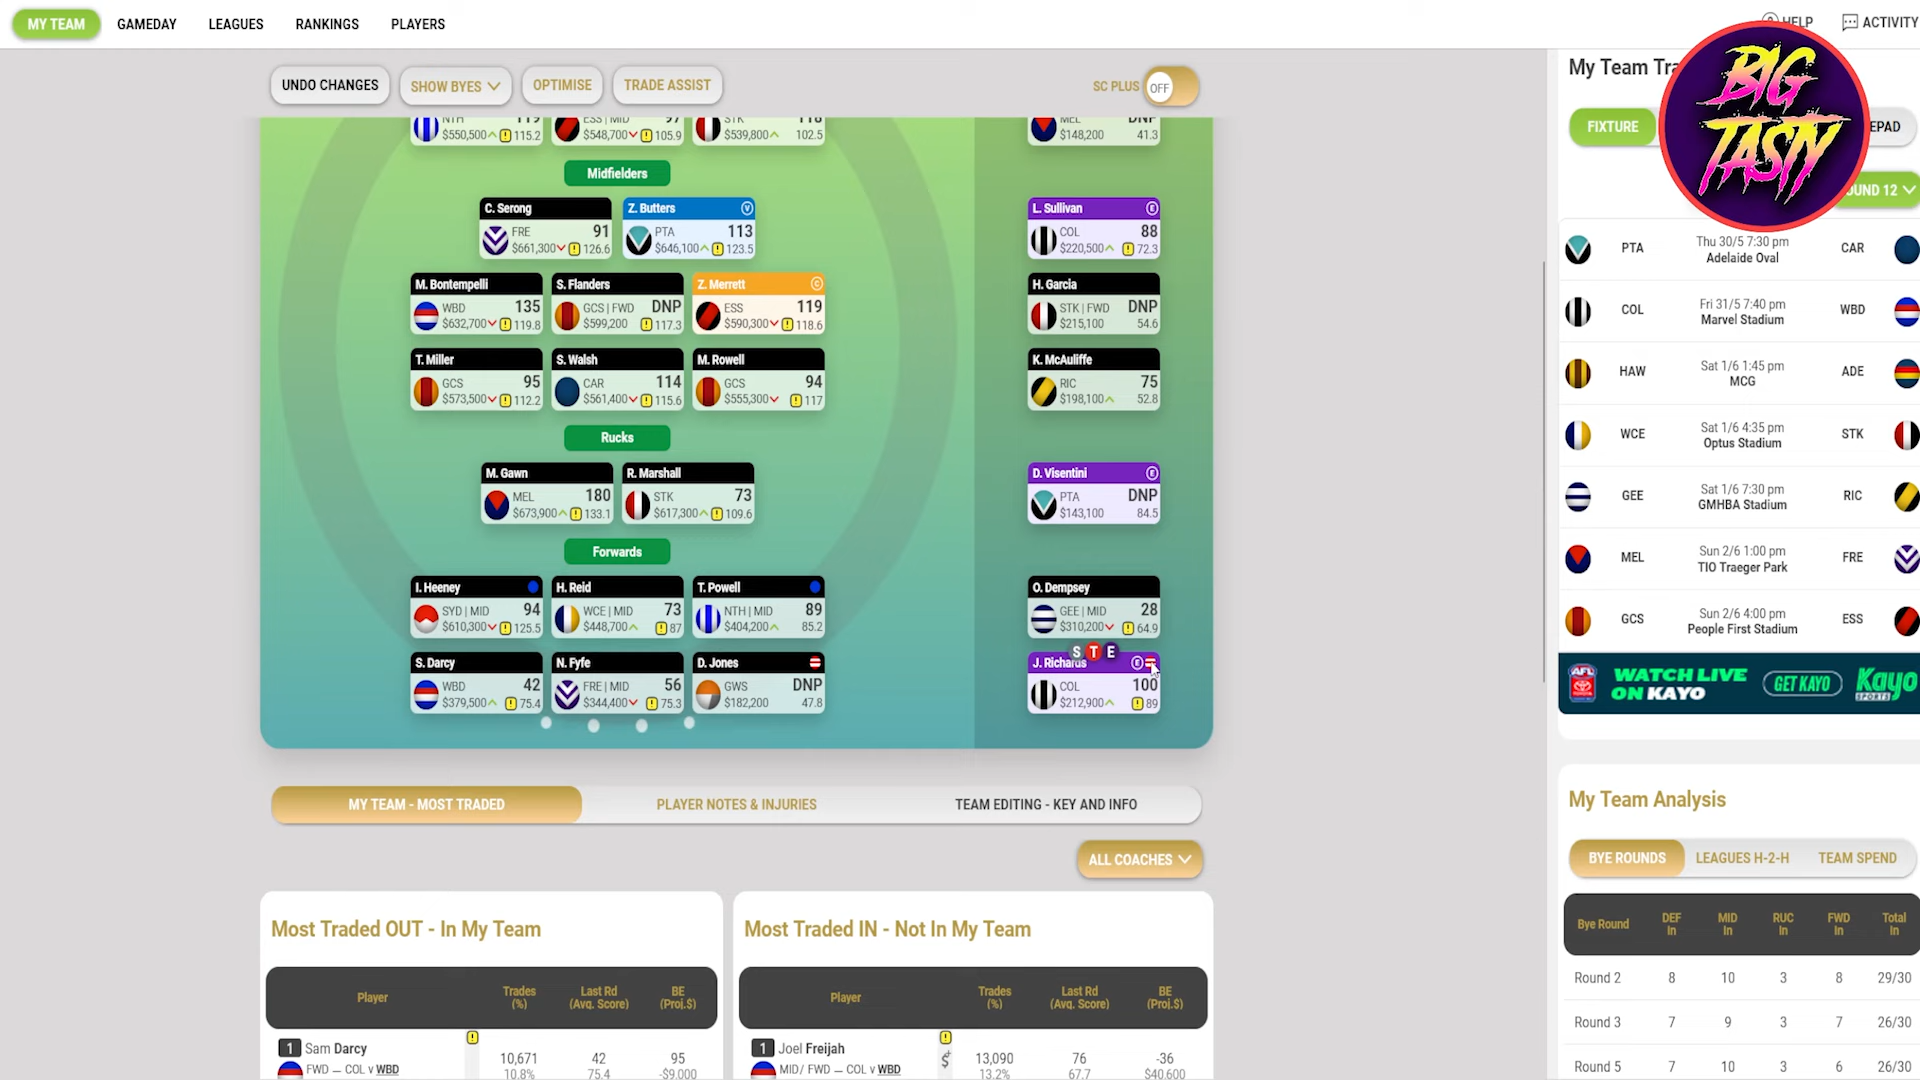 MY TEAM
GAMEDAY
LEAGUES
RANKINGS
PLAYERS
HELP
ACTIVITY
UNDO CHANGES
SHOW BYES
OPTIMISE
TRADE ASSIST
SC PLUS
OFF
NTH 119
$550,500 115.2
ESS | MID 97
$548,700 105.9
STK 118
$539,800 102.5
MEL DNP
$148,200 41.3
Midfielders
C. Serong
FRE 91
$661,300 126.6
Z. Butters V
PTA 113
$646,100 123.5
L. Sullivan E
COL 88
$220,500 72.3
M. Bontempelli
WBD 135
$632,700 119.8
S. Flanders
GCS | FWD DNP
$599,200 117.3
Z. Merrett C
ESS 119
$590,300 118.6
H. Garcia
STK | FWD DNP
$215,100 54.6
T. Miller
GCS 95
$573,500 112.2
S. Walsh
CAR 114
$561,400 115.6
M. Rowell
GCS 94
$555,300 117
K. McAuliffe
RIC 75
$198,100 52.8
Rucks
M. Gawn
MEL 180
$673,900 133.1
R. Marshall
STK 73
$617,300 109.6
D. Visentini E
PTA DNP
$143,100 84.5
Forwards
I. Heeney
SYD | MID 94
$610,300 125.5
H. Reid
WCE | MID 73
$448,700 87
T. Powell
NTH | MID 89
$404,200 85.2
O. Dempsey
GEE | MID 28
$310,200 64.9
S. Darcy
WBD 42
$379,500 75.4
N. Fyfe
FRE | MID 56
$344,400 75.3
D. Jones
GWS DNP
$182,200 47.8
S T E
J. Richards E
COL 100
$212,900 89
MY TEAM - MOST TRADED
PLAYER NOTES & INJURIES
TEAM EDITING - KEY AND INFO
ALL COACHES
Most Traded OUT - In My Team
Player
Trades (%)
Last Rd (Avg. Score)
BE (Proj.$)
1 Sam Darcy
FWD — COL v WBD
10,671
10.8%
42
75.4
95
-$9,000
Most Traded IN - Not In My Team
Player
Trades (%)
Last Rd (Avg. Score)
BE (Proj.$)
1 Joel Freijah
MID/ FWD — COL v WBD
$
13,090
13.2%
76
67.7
-36
$40,600
My Team Tra
BIG
TASTY
FIXTURE
EPAD
OUND 12
PTA Thu 30/5 7:30 pm CAR
Adelaide Oval
COL Fri 31/5 7:40 pm WBD
Marvel Stadium
HAW Sat 1/6 1:45 pm ADE
MCG
WCE Sat 1/6 4:35 pm STK
Optus Stadium
GEE Sat 1/6 7:30 pm RIC
GMHBA Stadium
MEL Sun 2/6 1:00 pm FRE
TIO Traeger Park
GCS Sun 2/6 4:00 pm ESS
People First Stadium
AFL
WATCH LIVE
ON KAYO
GET KAYO
Kayo
SPORTS
My Team Analysis
BYE ROUNDS
LEAGUES H-2-H
TEAM SPEND
Bye Round DEF In MID In RUC In FWD In Total In
Round 2 8 10 3 8 29/30
Round 3 7 9 3 7 26/30
Round 5 7 10 3 6 26/30